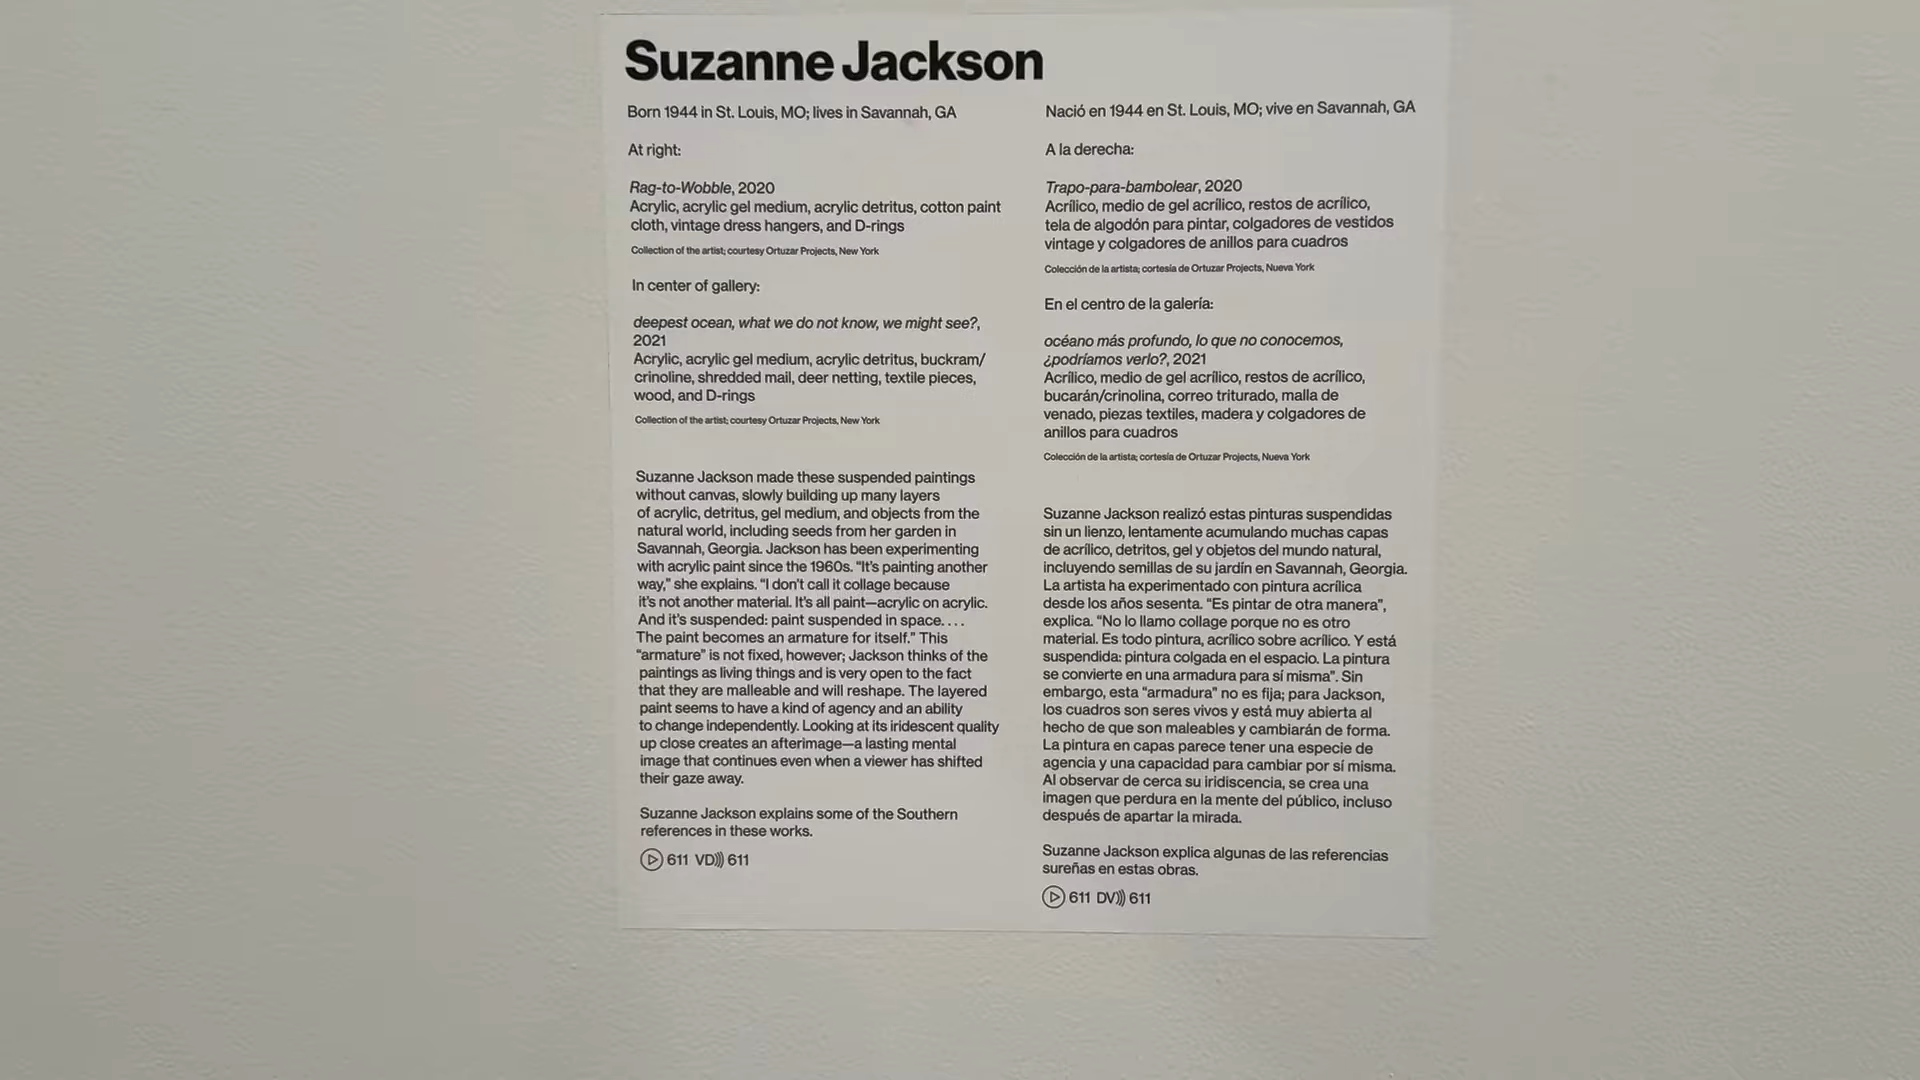 Suzanne Jackson
Born 1944 in St. Louis, MO; lives in Savannah, GA
At right:
Rag-to-Wobble, 2020
Acrylic, acrylic gel medium, acrylic detritus, cotton paint
cloth, vintage dress hangers, and D-rings
Collection of the artist; courtesy Ortuzar Projects, New York
In center of gallery:
deepest ocean, what we do not know, we might see?,
2021
Acrylic, acrylic gel medium, acrylic detritus, buckram/
crinoline, shredded mail, deer netting, textile pieces,
wood, and D-rings
Collection of the artist; courtesy Ortuzar Projects, New York
Suzanne Jackson made these suspended paintings
without canvas, slowly building up many layers
of acrylic, detritus, gel medium, and objects from the
natural world, including seeds from her garden in
Savannah, Georgia. Jackson has been experimenting
with acrylic paint since the 1960s. “It’s painting another
way,” she explains. “I don’t call it collage because
it’s not another material. It’s all paint—acrylic on acrylic.
And it’s suspended: paint suspended in space. . . .
The paint becomes an armature for itself.” This
“armature” is not fixed, however; Jackson thinks of the
paintings as living things and is very open to the fact
that they are malleable and will reshape. The layered
paint seems to have a kind of agency and an ability
to change independently. Looking at its iridescent quality
up close creates an afterimage—a lasting mental
image that continues even when a viewer has shifted
their gaze away.
Suzanne Jackson explains some of the Southern
references in these works.
611 VD))) 611
Nació en 1944 en St. Louis, MO; vive en Savannah, GA
A la derecha:
Trapo-para-bambolear, 2020
Acrílico, medio de gel acrílico, restos de acrílico,
tela de algodón para pintar, colgadores de vestidos
vintage y colgadores de anillos para cuadros
Colección de la artista; cortesía de Ortuzar Projects, Nueva York
En el centro de la galería:
océano más profundo, lo que no conocemos,
¿podríamos verlo?, 2021
Acrílico, medio de gel acrílico, restos de acrílico,
bucarán/crinolina, correo triturado, malla de
venado, piezas textiles, madera y colgadores de
anillos para cuadros
Colección de la artista; cortesía de Ortuzar Projects, Nueva York
Suzanne Jackson realizó estas pinturas suspendidas
sin un lienzo, lentamente acumulando muchas capas
de acrílico, detritos, gel y objetos del mundo natural,
incluyendo semillas de su jardín en Savannah, Georgia.
La artista ha experimentado con pintura acrílica
desde los años sesenta. “Es pintar de otra manera”,
explica. “No lo llamo collage porque no es otro
material. Es todo pintura, acrílico sobre acrílico. Y está
suspendida: pintura colgada en el espacio. La pintura
se convierte en una armadura para sí misma”. Sin
embargo, esta “armadura” no es fija; para Jackson,
los cuadros son seres vivos y está muy abierta al
hecho de que son maleables y cambiarán de forma.
La pintura en capas parece tener una especie de
agencia y una capacidad para cambiar por sí misma.
Al observar de cerca su iridiscencia, se crea una
imagen que perdura en la mente del público, incluso
después de apartar la mirada.
Suzanne Jackson explica algunas de las referencias
sureñas en estas obras.
611 DV))) 611